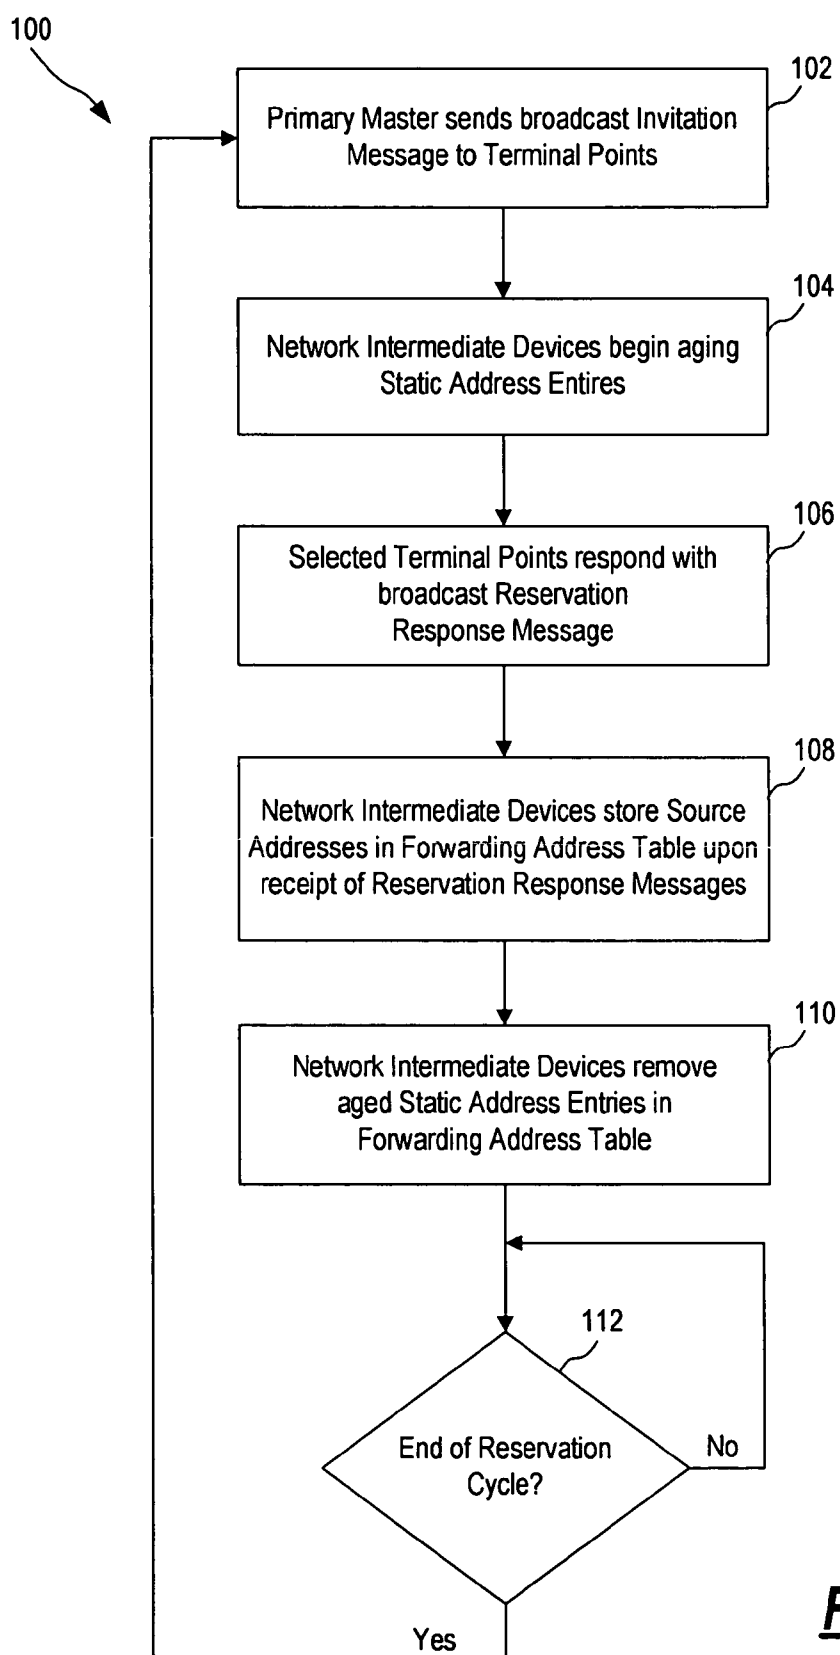 100
102
Primary Master sends broadcast Invitation
Message to Terminal Points
104
Network Intermediate Devices begin aging
Static Address Entires
106
Selected Terminal Points respond with
broadcast Reservation
Response Message
108
Network Intermediate Devices store Source
Addresses in Forwarding Address Table upon
receipt of Reservation Response Messages
110
Network Intermediate Devices remove
aged Static Address Entries in
Forwarding Address Table
112
End of Reservation
Cycle?
No
Yes